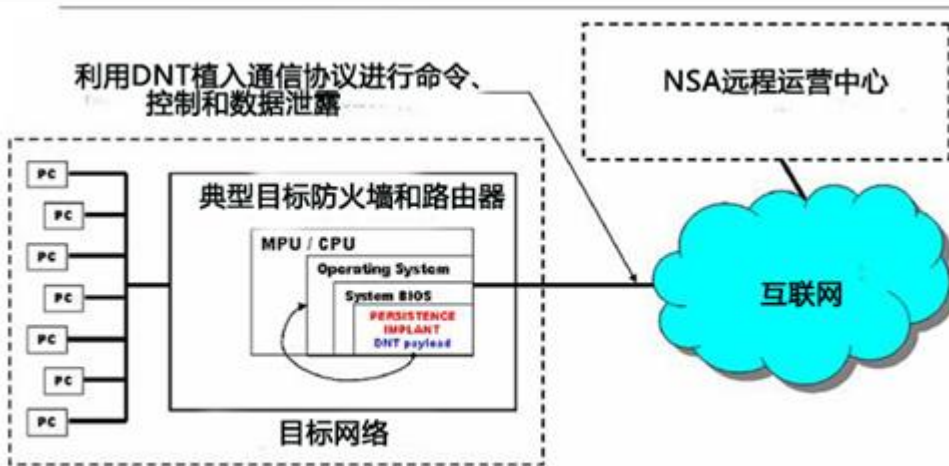 利用DNT植入通信协议进行命令、
控制和数据泄露
NSA远程运营中心
PC
PC
PC
PC
PC
PC
PC
典型目标防火墙和路由器
MPU / CPU
Operating System
System BIOS
PERSISTENCE
IMPLANT
DNT payload
互联网
目标网络